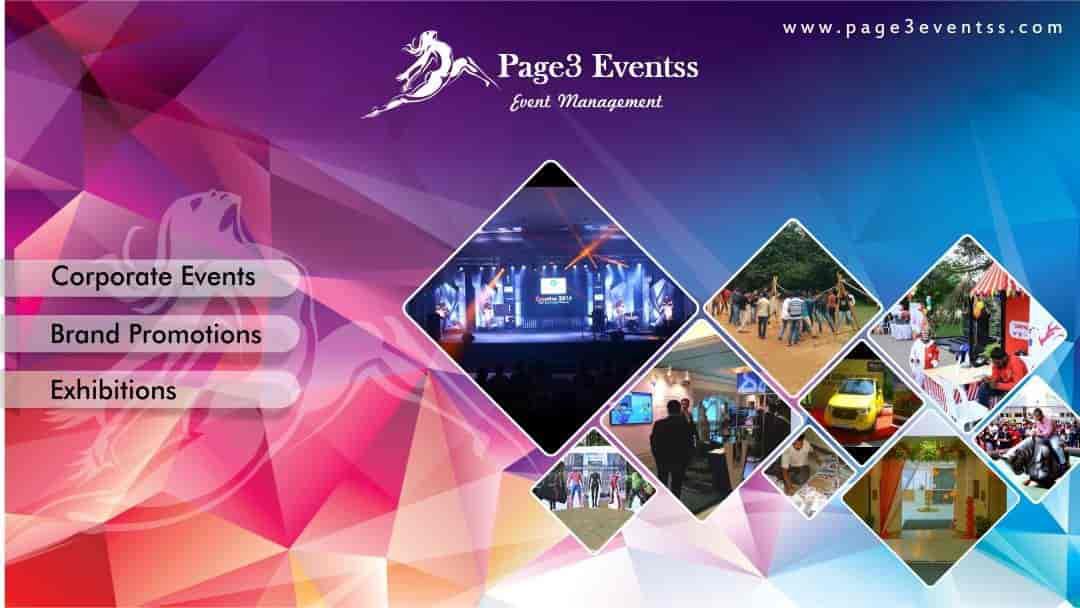 www.page3eventss.com
Page3 Eventss
Event Management
Corporate Events
Brand Promotions
Exhibitions